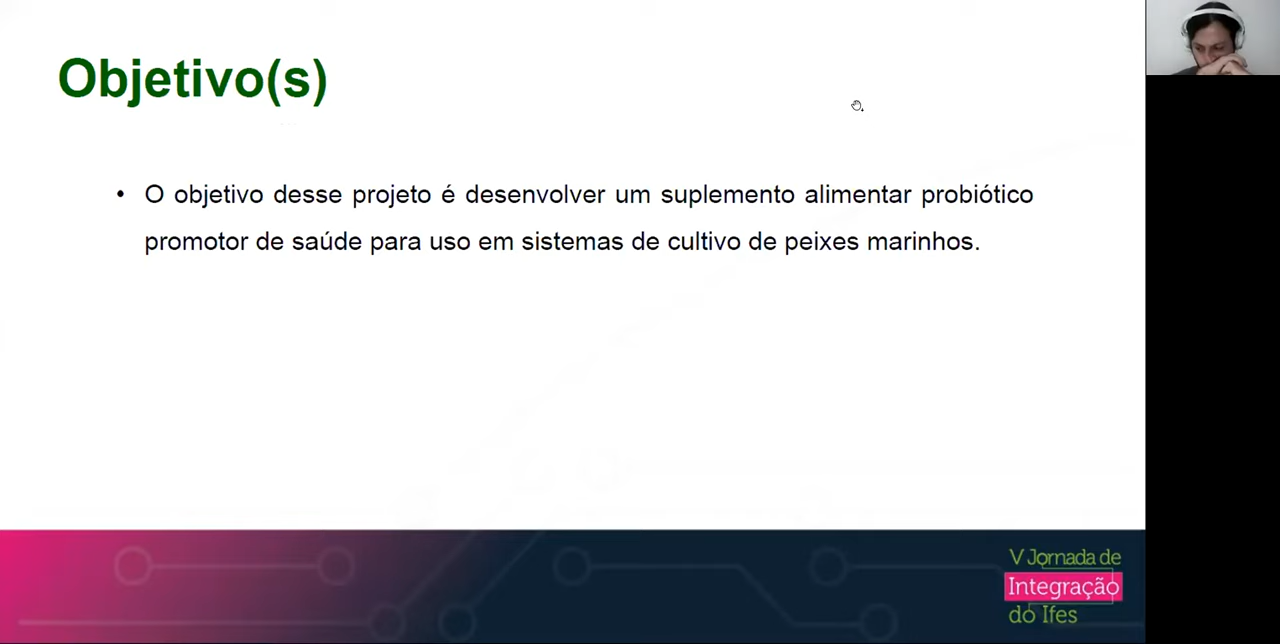 Objetivo(s)
• O objetivo desse projeto é desenvolver um suplemento alimentar probiótico
promotor de saúde para uso em sistemas de cultivo de peixes marinhos.
V Jornada de
Integração
do Ifes